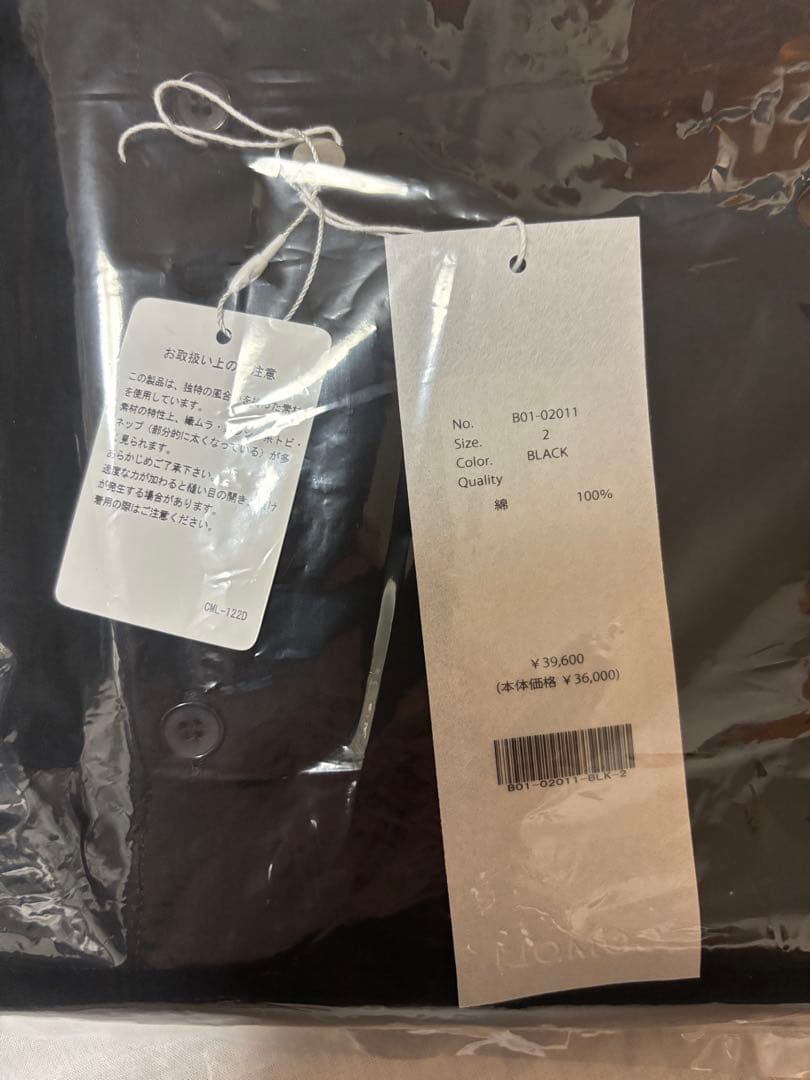 お取扱い上の 注意
この製品は、独特の風合
を使用しています。
素材の特性上、織ムラ・
ネップ(部分的に太くなっている)が多
見られます。
あらかじめご了承下さい。
過度な力が加わると縫い目の開き、
が発生する場合があります。
着用の際はご注意ください。
CML-122D
No. B01-02011
Size. 2
Color. BLACK
Quality
綿 100%
¥39,600
(本体価格 ¥36,000)
B01-02011-BLK-2